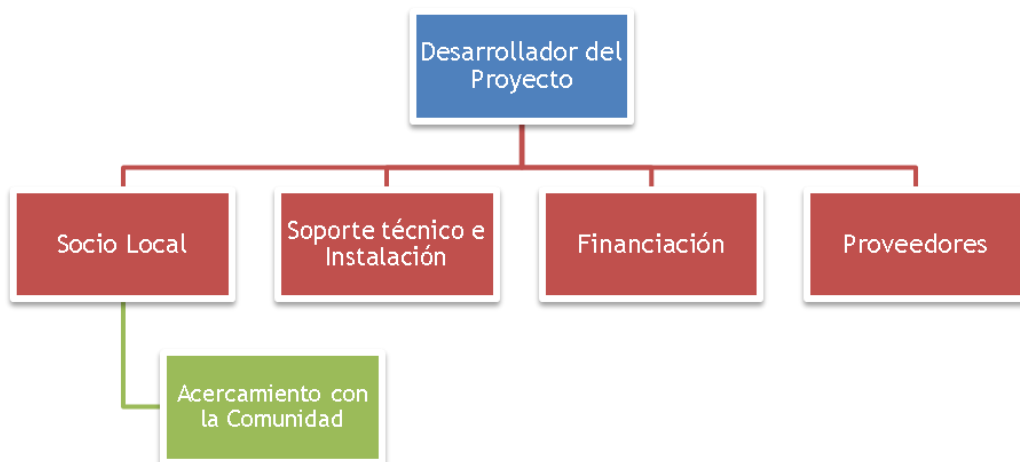 Desarrollador del
Proyecto
Socio Local
Soporte técnico e
Instalación
Financiación
Proveedores
Acercamiento con
la Comunidad